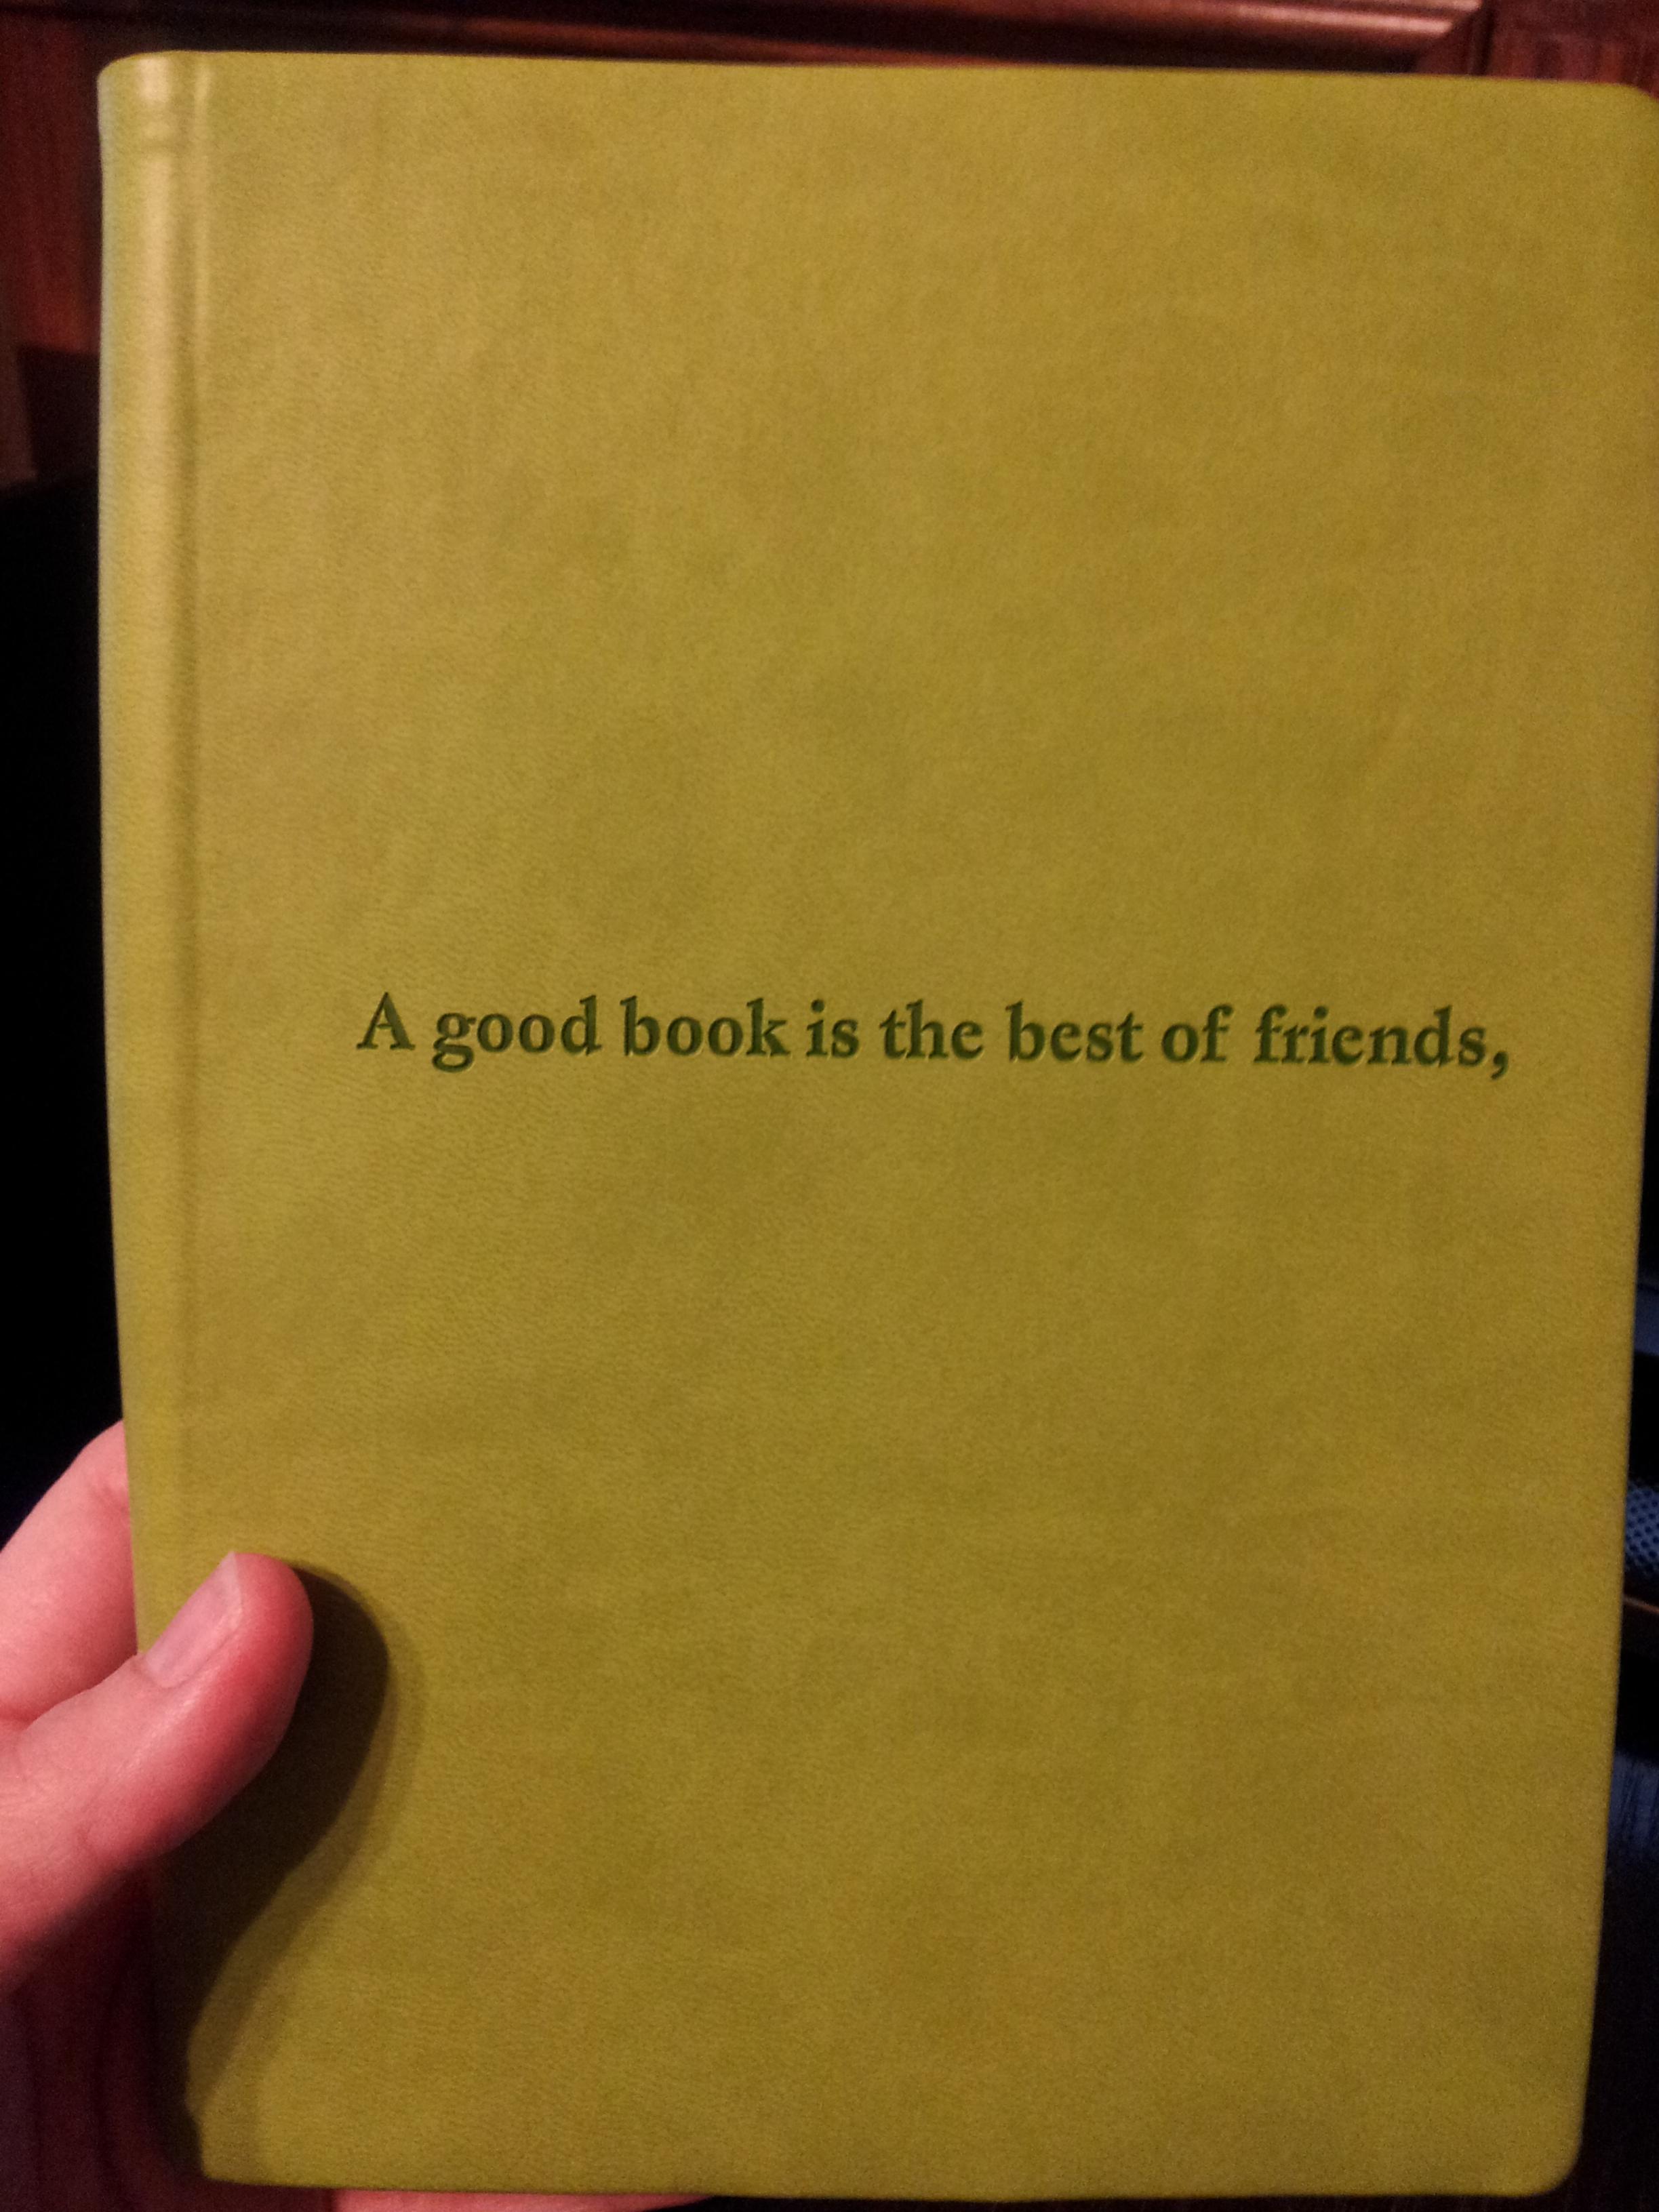 A good book is the best of friends,